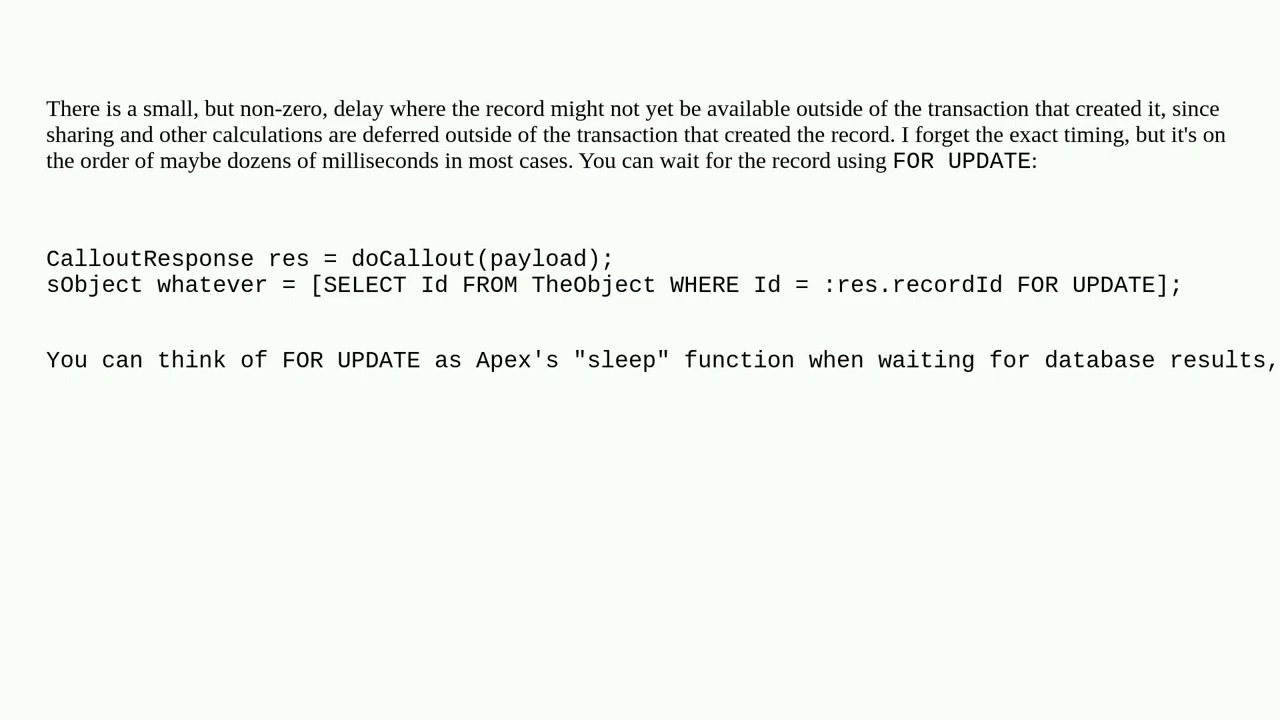 There is a small, but non-zero, delay where the record might not yet be available outside of the transaction that created it, since
sharing and other calculations are deferred outside of the transaction that created the record. I forget the exact timing, but it's on
the order of maybe dozens of milliseconds in most cases. You can wait for the record using FOR UPDATE:
CalloutResponse res = doCallout(payload);
sObject whatever = [SELECT Id FROM TheObject WHERE Id = :res.recordId FOR UPDATE];
You can think of FOR UPDATE as Apex's "sleep" function when waiting for database results,